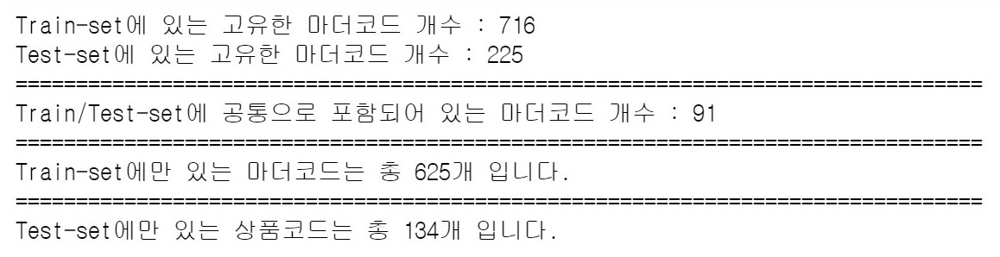 Train-set에 있는 고유한 마더코드 개수 : 716
Test-set에 있는 고유한 마더코드 개수 : 225
================================================================================
Train/Test-set에 공통으로 포함되어 있는 마더코드 개수 : 91
================================================================================
Train-set에만 있는 마더코드는 총 625개 입니다.
================================================================================
Test-set에만 있는 상품코드는 총 134개 입니다.